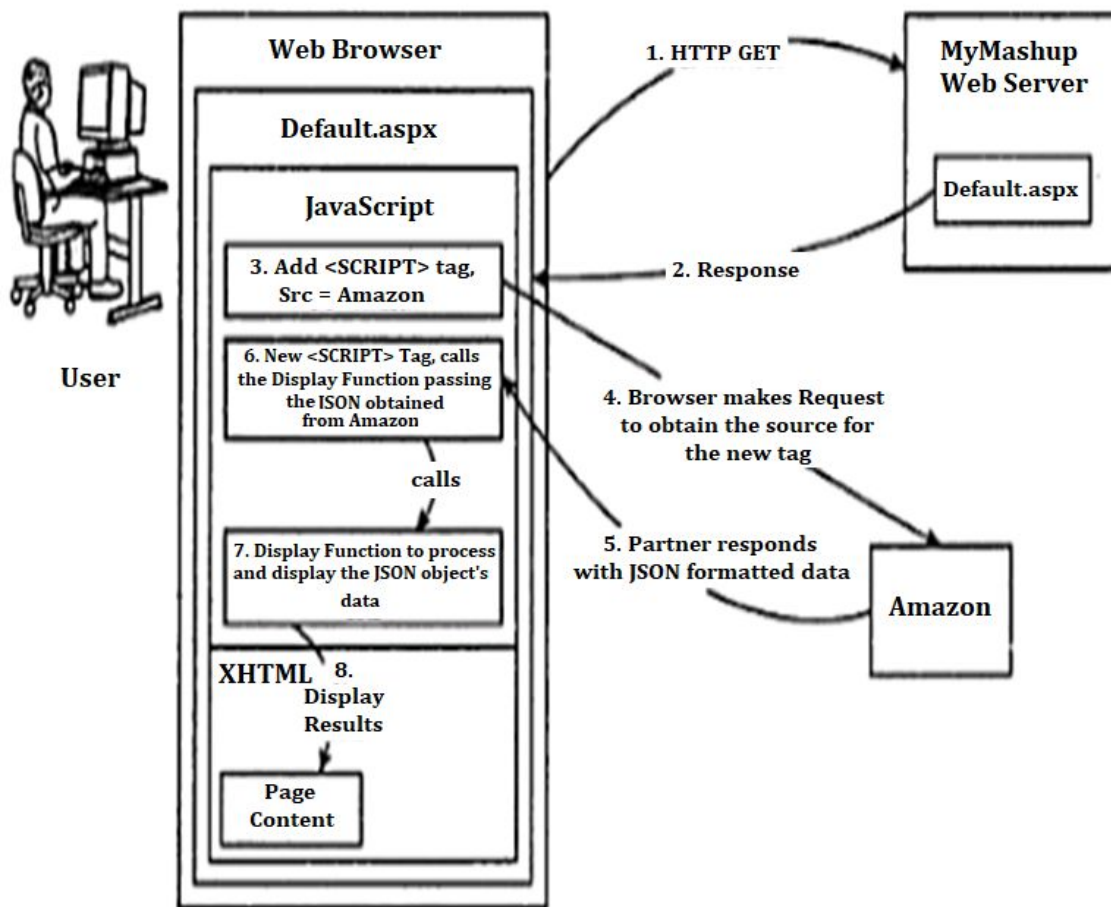 Web Browser
Default.aspx
JavaScript
3. Add <SCRIPT> tag,
Src = Amazon
6. New <SCRIPT> Tag, calls
the Display Function passing
the JSON obtained
from Amazon
calls
7. Display Function to process
and display the JSON object's
data
XHTML
8.
Display
Results
Page
Content
User
1. HTTP GET
MyMashup
Web Server
Default.aspx
2. Response
4. Browser makes Request
to obtain the source for
the new tag
5. Partner responds
with JSON formatted data
Amazon